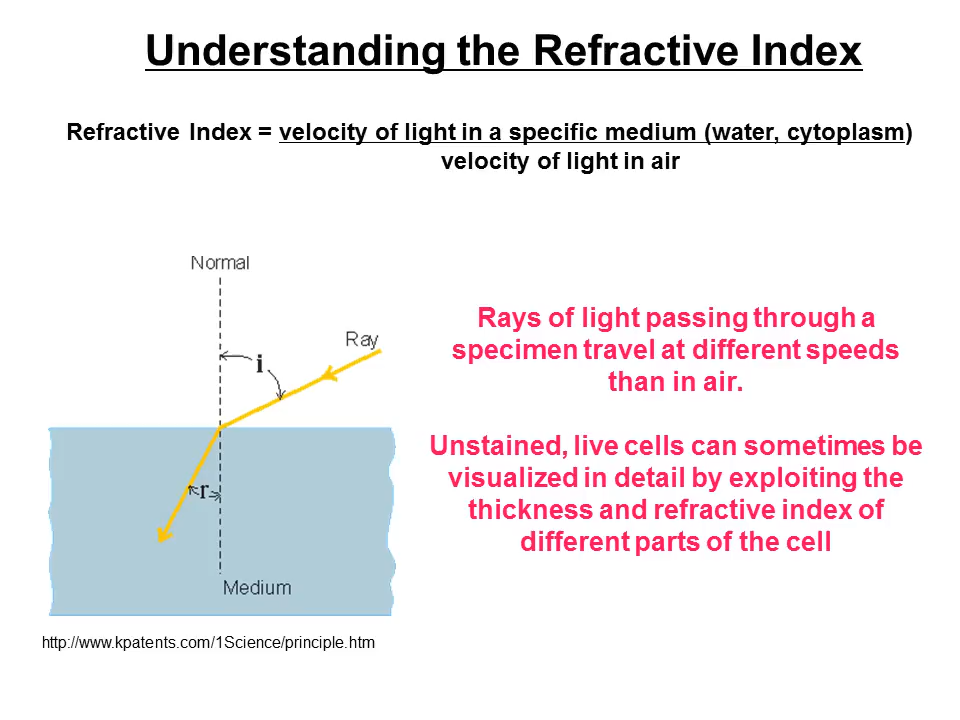 Understanding the Refractive Index
Refractive Index = velocity of light in a specific medium (water, cytoplasm)
velocity of light in air
Normal
Ray
i
r
Medium
http://www.kpatents.com/1Science/principle.htm
Rays of light passing through a
specimen travel at different speeds
than in air.
Unstained, live cells can sometimes be
visualized in detail by exploiting the
thickness and refractive index of
different parts of the cell